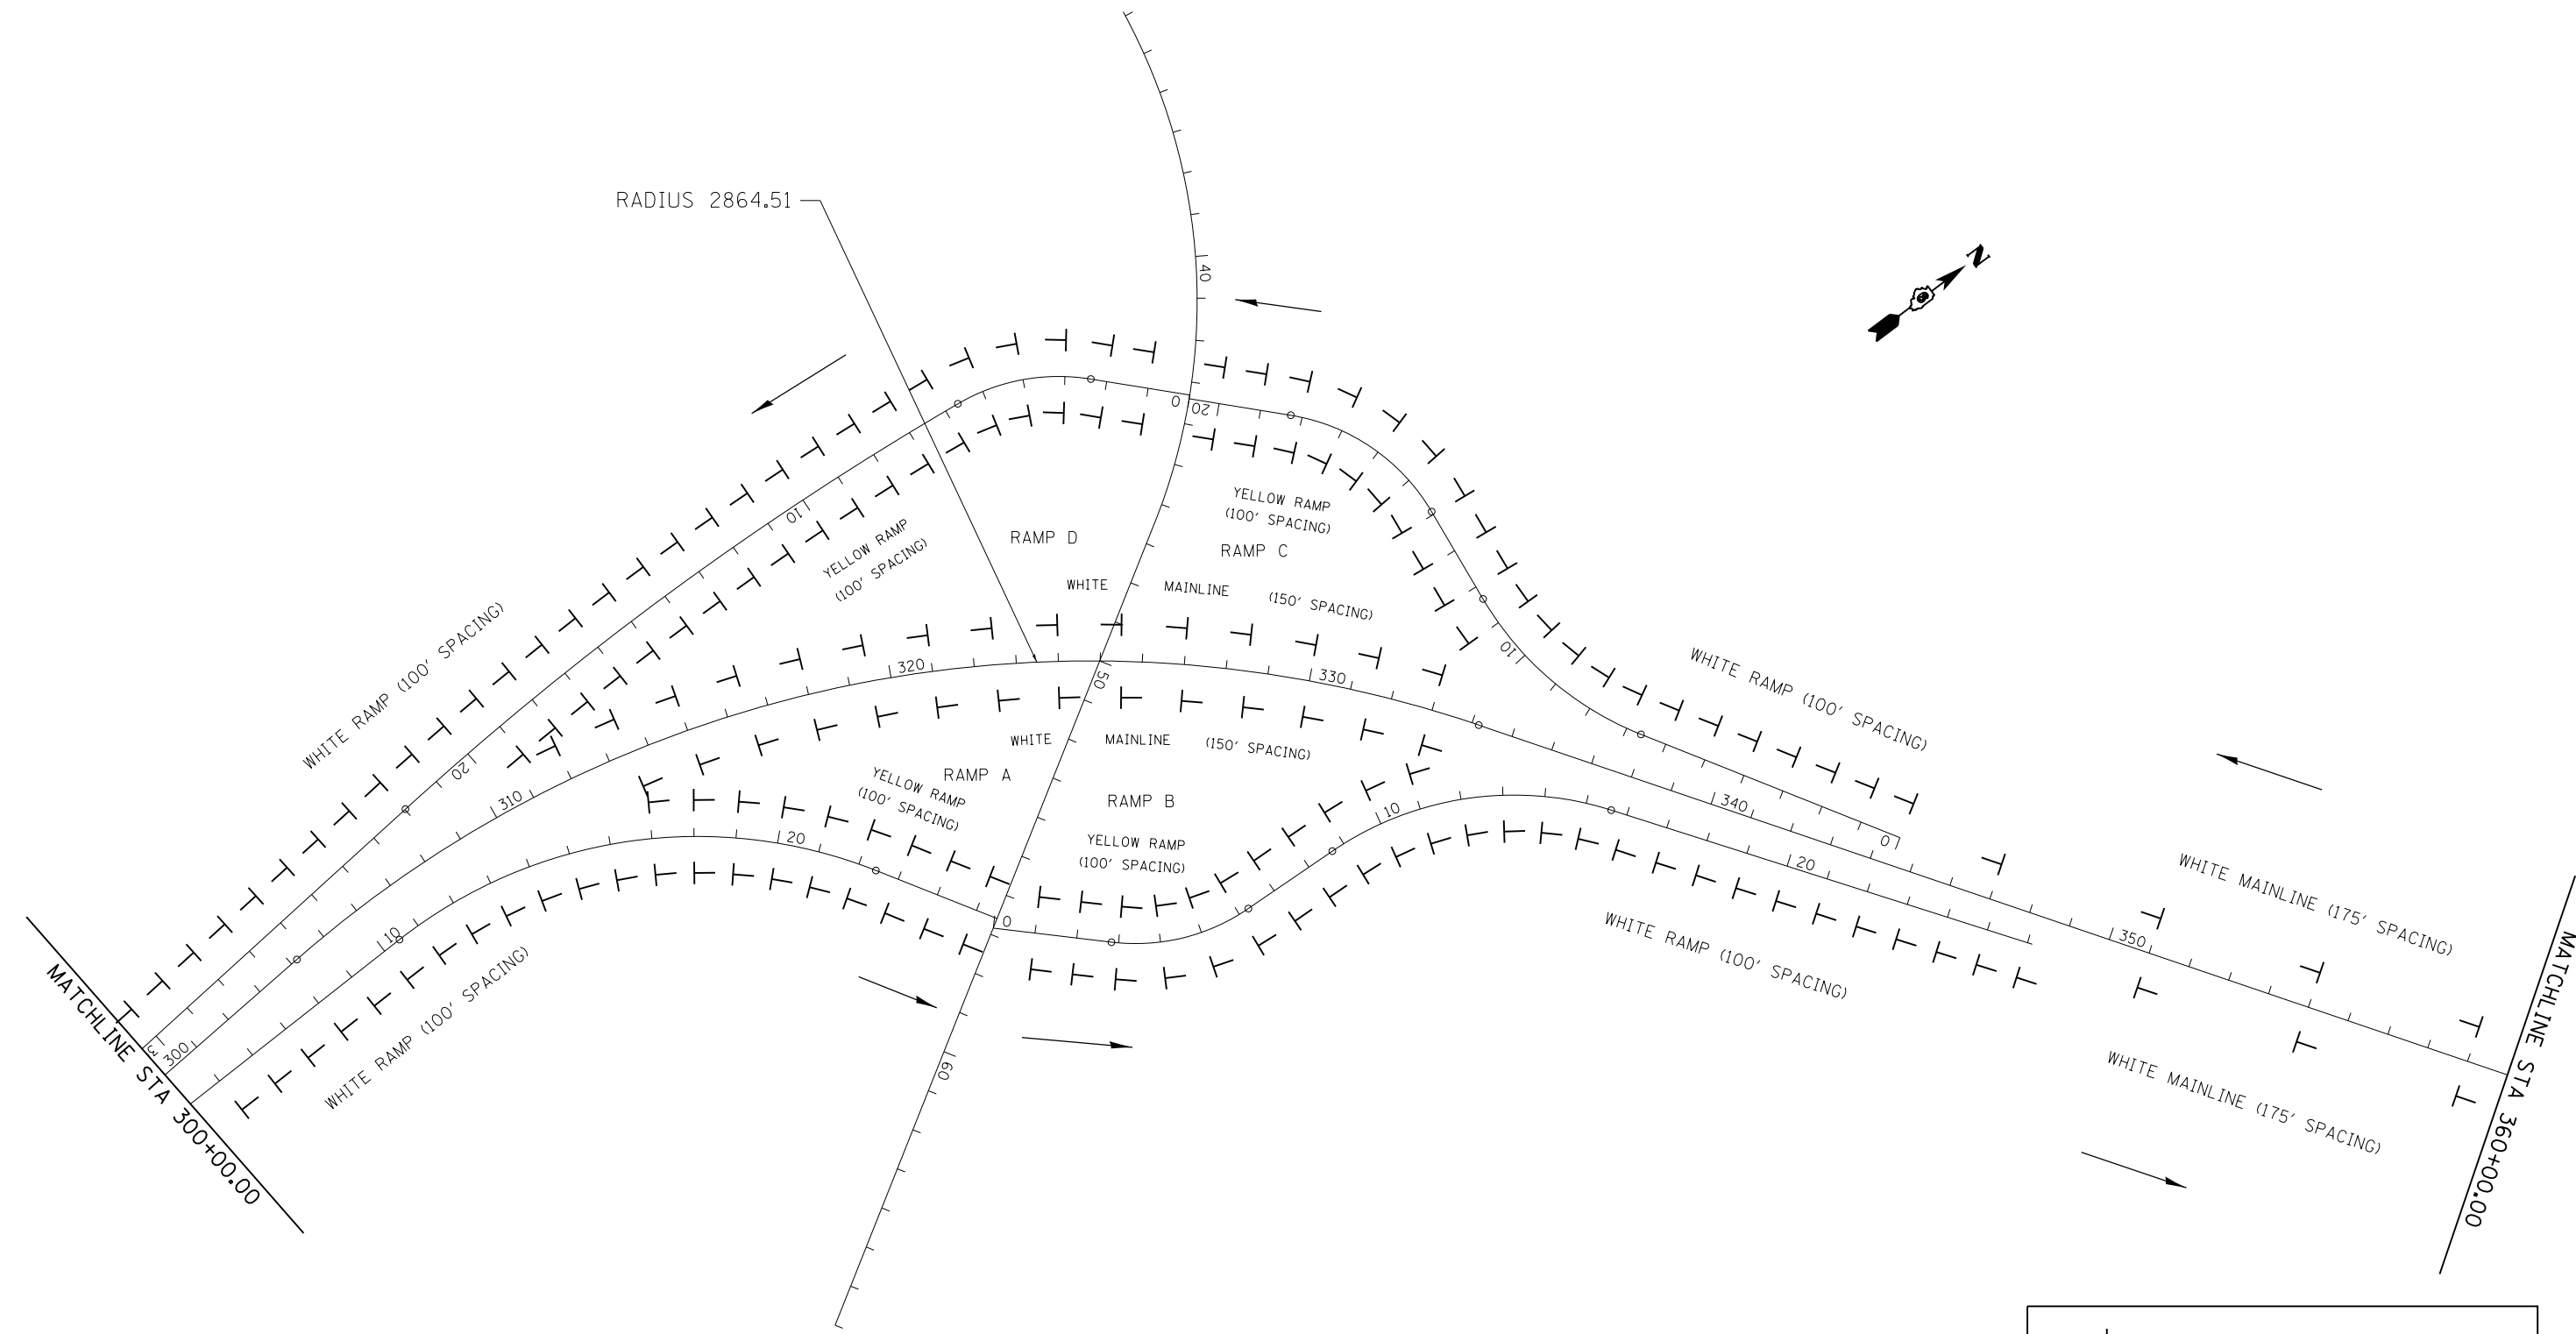 N
RADIUS 2864.51
40
0
20
10
YELLOW RAMP
(100' SPACING)
RAMP D
YELLOW RAMP
(100' SPACING)
RAMP C
WHITE MAINLINE (150' SPACING)
WHITE RAMP (100' SPACING)
320
330
10
50
WHITE RAMP (100' SPACING)
WHITE MAINLINE (150' SPACING)
20
310
RAMP A
YELLOW RAMP
(100' SPACING)
RAMP B
YELLOW RAMP
(100' SPACING)
10
340
0
20
20
0
10
WHITE MAINLINE (175' SPACING)
350
WHITE RAMP (100' SPACING)
WHITE RAMP (100' SPACING)
300
3
60
WHITE MAINLINE (175' SPACING)
MATCHLINE STA 300+00.00
MATCHLINE STA 360+00.00